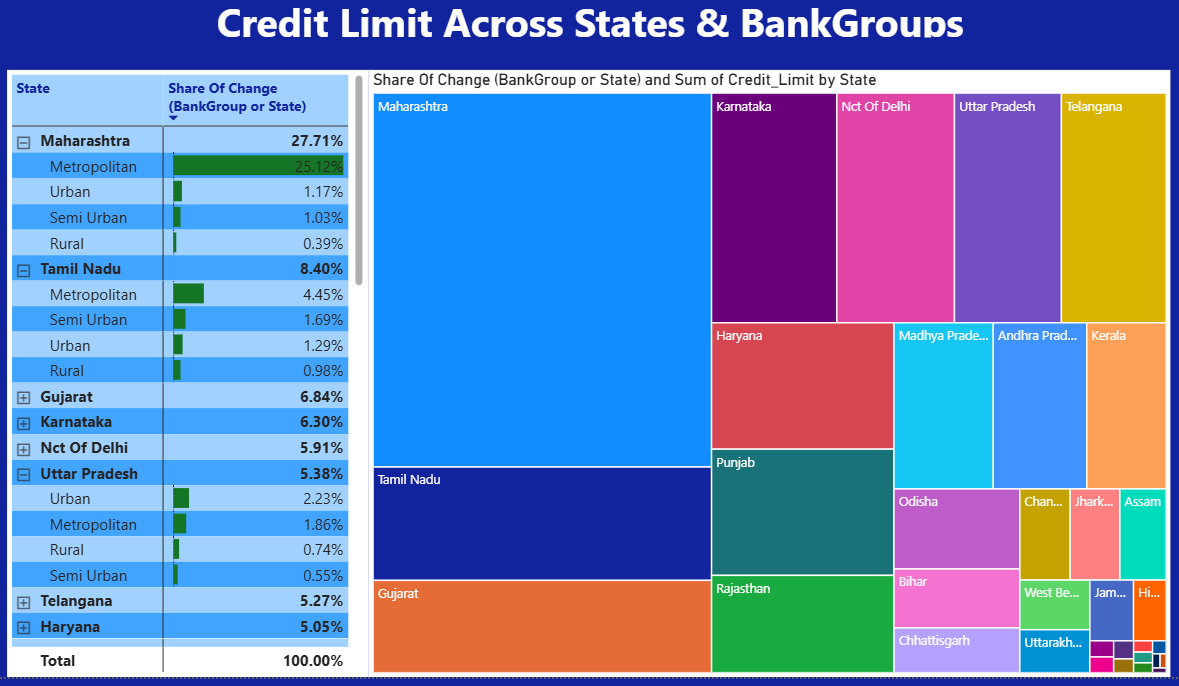 Credit Limit Across States & BankGroups
State
Share Of Change
(BankGroup or State)
Maharashtra 27.71%
Metropolitan 25.12%
Urban 1.17%
Semi Urban 1.03%
Rural 0.39%
Tamil Nadu 8.40%
Metropolitan 4.45%
Semi Urban 1.69%
Urban 1.29%
Rural 0.98%
Gujarat 6.84%
Karnataka 6.30%
Nct Of Delhi 5.91%
Uttar Pradesh 5.38%
Urban 2.23%
Metropolitan 1.86%
Rural 0.74%
Semi Urban 0.55%
Telangana 5.27%
Haryana 5.05%
Total 100.00%
Share Of Change (BankGroup or State) and Sum of Credit_Limit by State
Maharashtra
Karnataka
Nct Of Delhi
Uttar Pradesh
Telangana
Haryana
Madhya Prade...
Andhra Prad...
Kerala
Tamil Nadu
Punjab
Odisha
Chan...
Jhark...
Assam
Gujarat
Rajasthan
Bihar
West Be...
Jam...
Hi...
Chhattisgarh
Uttarakh...